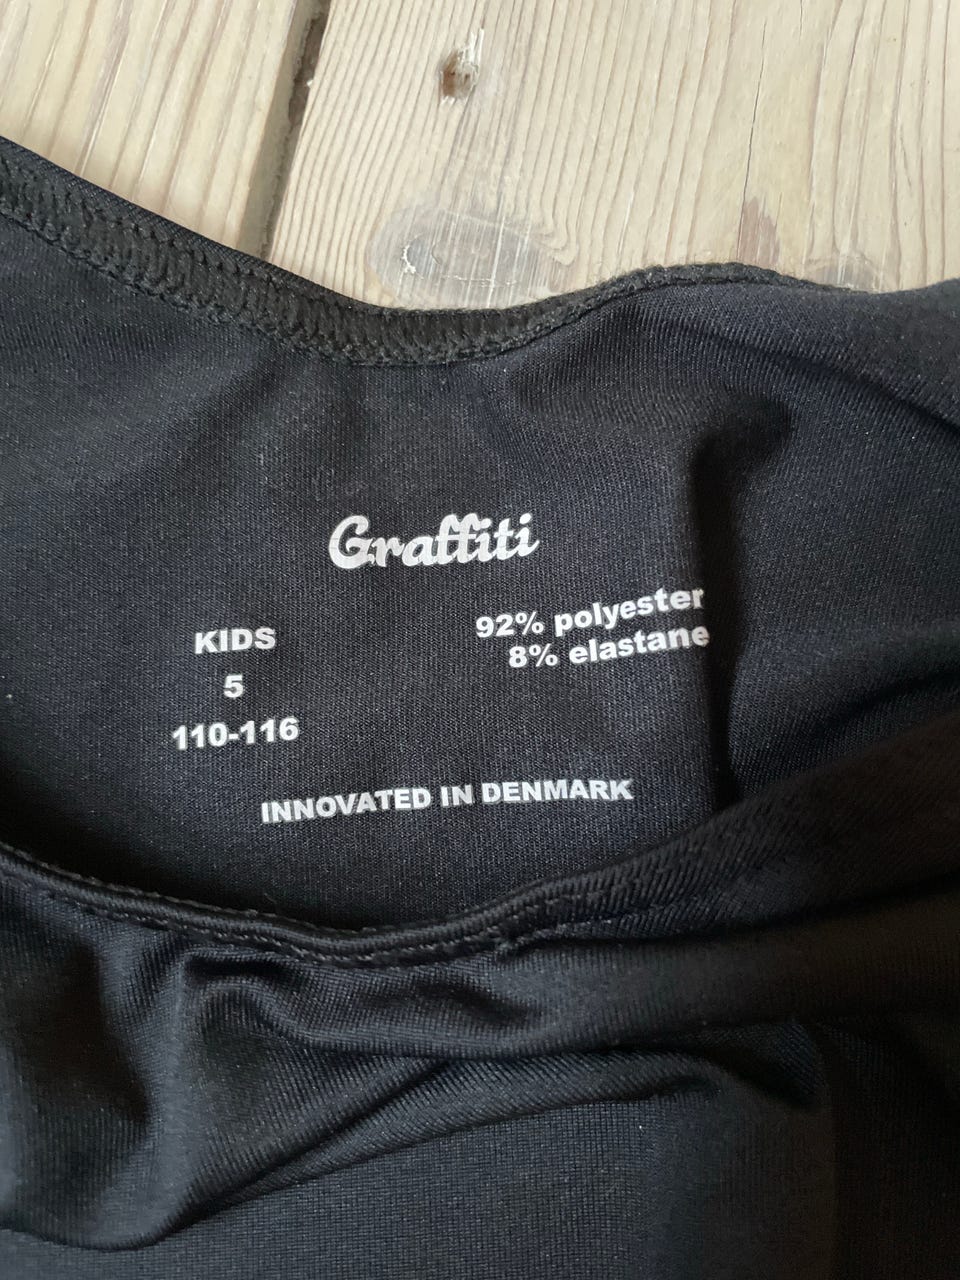 Graffiti
KIDS
5
110-116
92% polyester
8% elastane
INNOVATED IN DENMARK